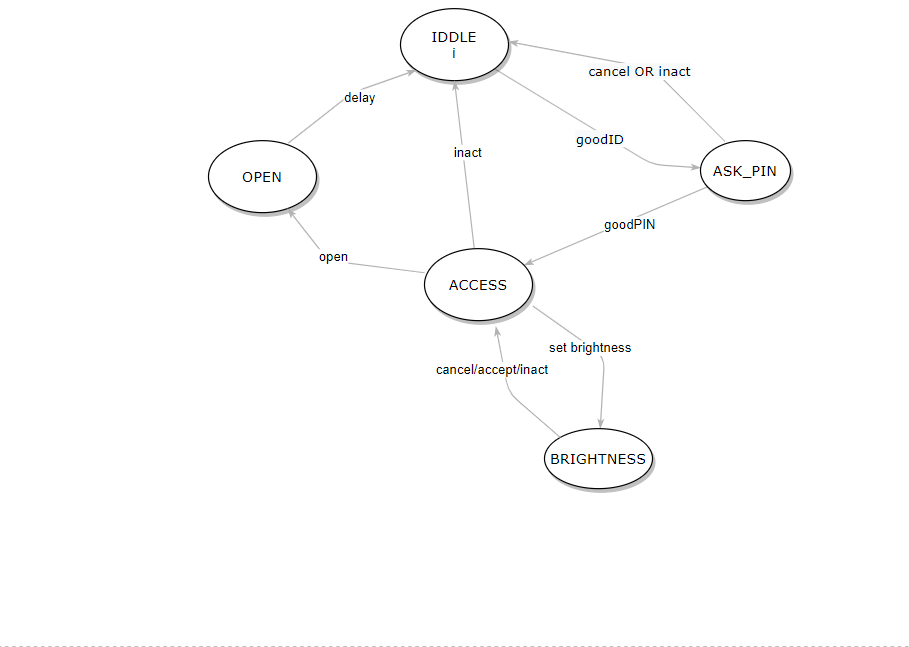 IDDLE
i
cancel OR inact
delay
goodID
inact
ASK_PIN
OPEN
goodPIN
open
ACCESS
set brightness
cancel/accept/inact
BRIGHTNESS